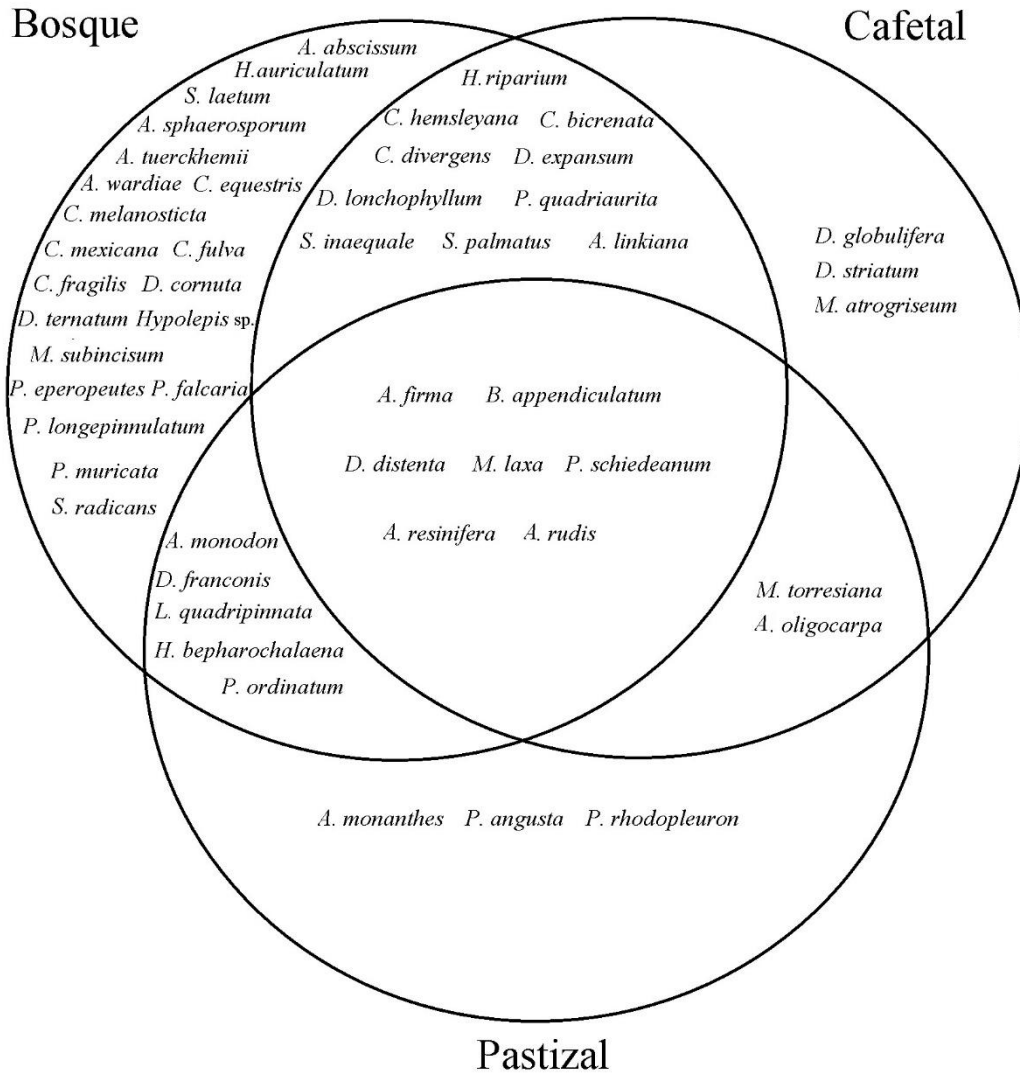 Bosque
Cafetal
A. abscissum
H.auriculatum
S. laetum
A. sphaerosporum
A. tuerckhemii
A. wardiae C. equestris
C. melanosticta
C. mexicana C. fulva
C. fragilis D. cornuta
D. ternatum Hypolepis sp.
M. subincisum
P. eperopeutes P. falcaria
P. longepinnulatum
P. muricata
S. radicans
H. riparium
C. hemsleyana C. bicrenata
C. divergens D. expansum
D. lonchophyllum P. quadriaurita
S. inaequale S. palmatus A. linkiana
D. globulifera
D. striatum
M. atrogriseum
A. firma B. appendiculatum
D. distenta M. laxa P. schiedeanum
A. resinifera A. rudis
A. monodon
D. franconis
L. quadripinnata
H. bepharochalaena
P. ordinatum
M. torresiana
A. oligocarpa
A. monanthes P. angusta P. rhodopleuron
Pastizal